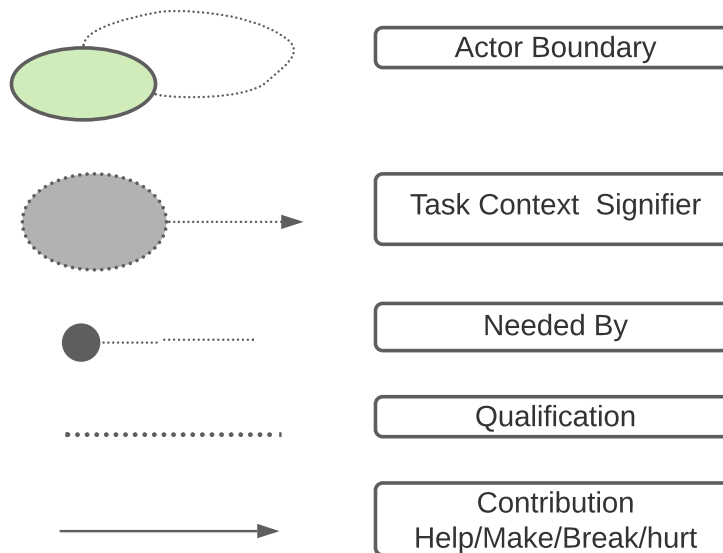 Actor Boundary
Task Context  Signifier
Needed By
Qualification
Contribution
Help/Make/Break/hurt